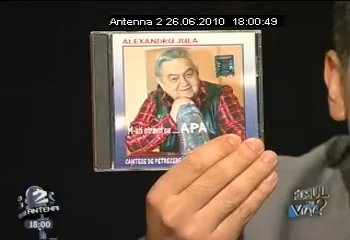 Antenna 2 26.06.2010 18:00:49
ALEXANDRU JULA
M-ați otrăvit cu ....APA
CÂNTECE DE PETRECERE
2
ANTENA
18:00